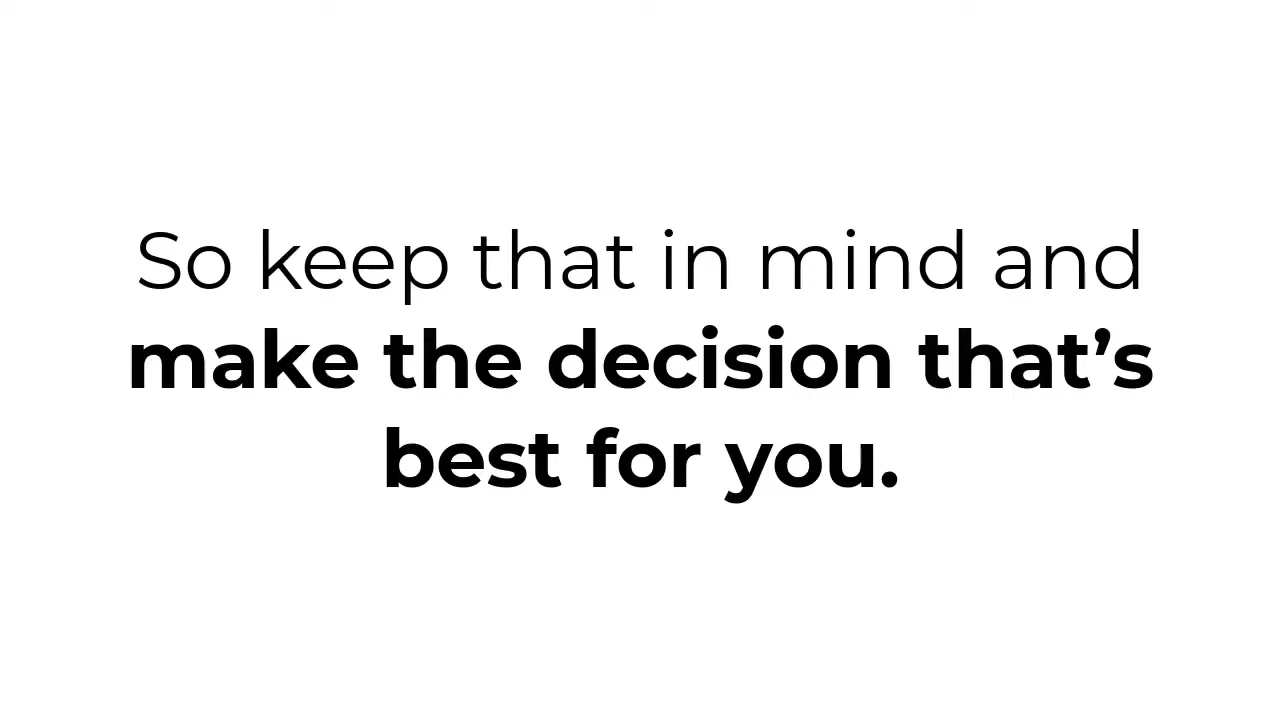 So keep that in mind and
make the decision that’s
best for you.